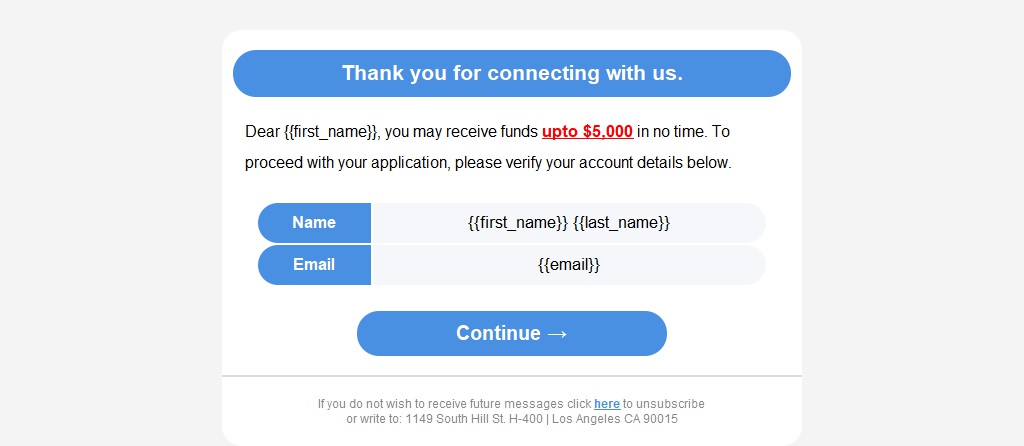 Thank you for connecting with us.
Dear {{first_name}}, you may receive funds upto $5,000 in no time. To
proceed with your application, please verify your account details below.
Name {{first_name}} {{last_name}}
Email {{email}}
Continue →
If you do not wish to receive future messages click here to unsubscribe
or write to: 1149 South Hill St. H-400 | Los Angeles CA 90015